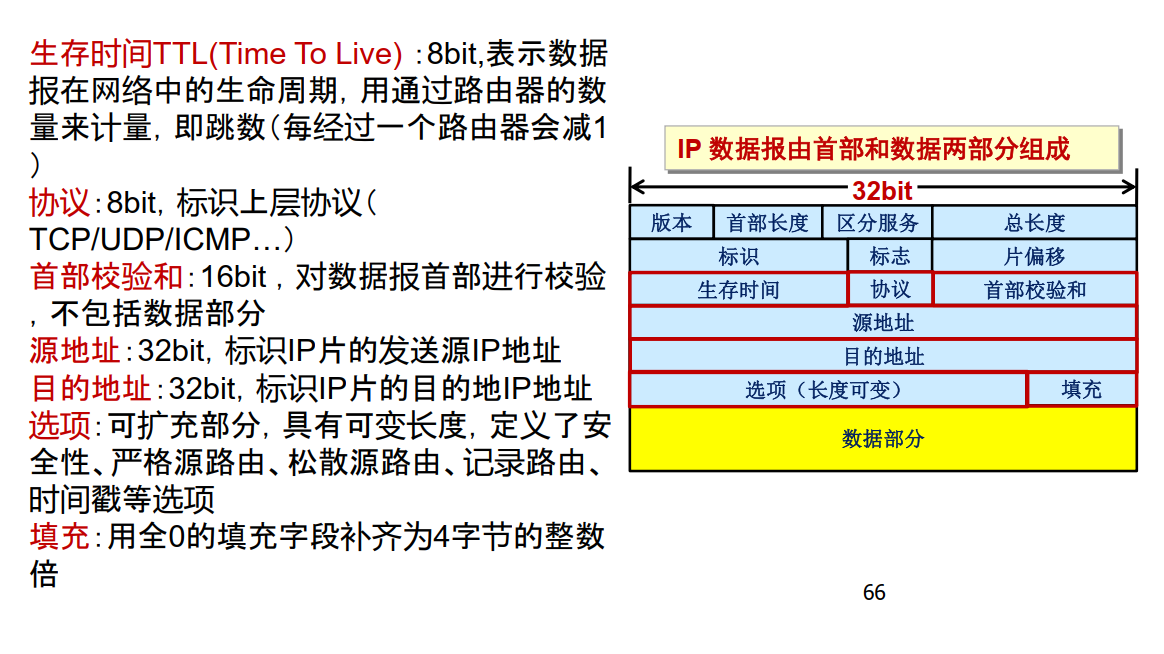 生存时间TTL(Time To Live)：8bit,表示数据
报在网络中的生命周期，用通过路由器的数
量来计量，即跳数（每经过一个路由器会减1
）
协议：8bit，标识上层协议（
TCP/UDP/ICMP…）
首部校验和：16bit ，对数据报首部进行校验
，不包括数据部分
源地址：32bit，标识IP片的发送源IP地址
目的地址：32bit，标识IP片的目的地IP地址
选项：可扩充部分，具有可变长度，定义了安
全性、严格源路由、松散源路由、记录路由、
时间戳等选项
填充：用全0的填充字段补齐为4字节的整数
倍
IP 数据报由首部和数据两部分组成
32bit
版本 首部长度 区分服务 总长度
标识 标志 片偏移
生存时间 协议 首部校验和
源地址
目的地址
选项（长度可变） 填充
数据部分
66